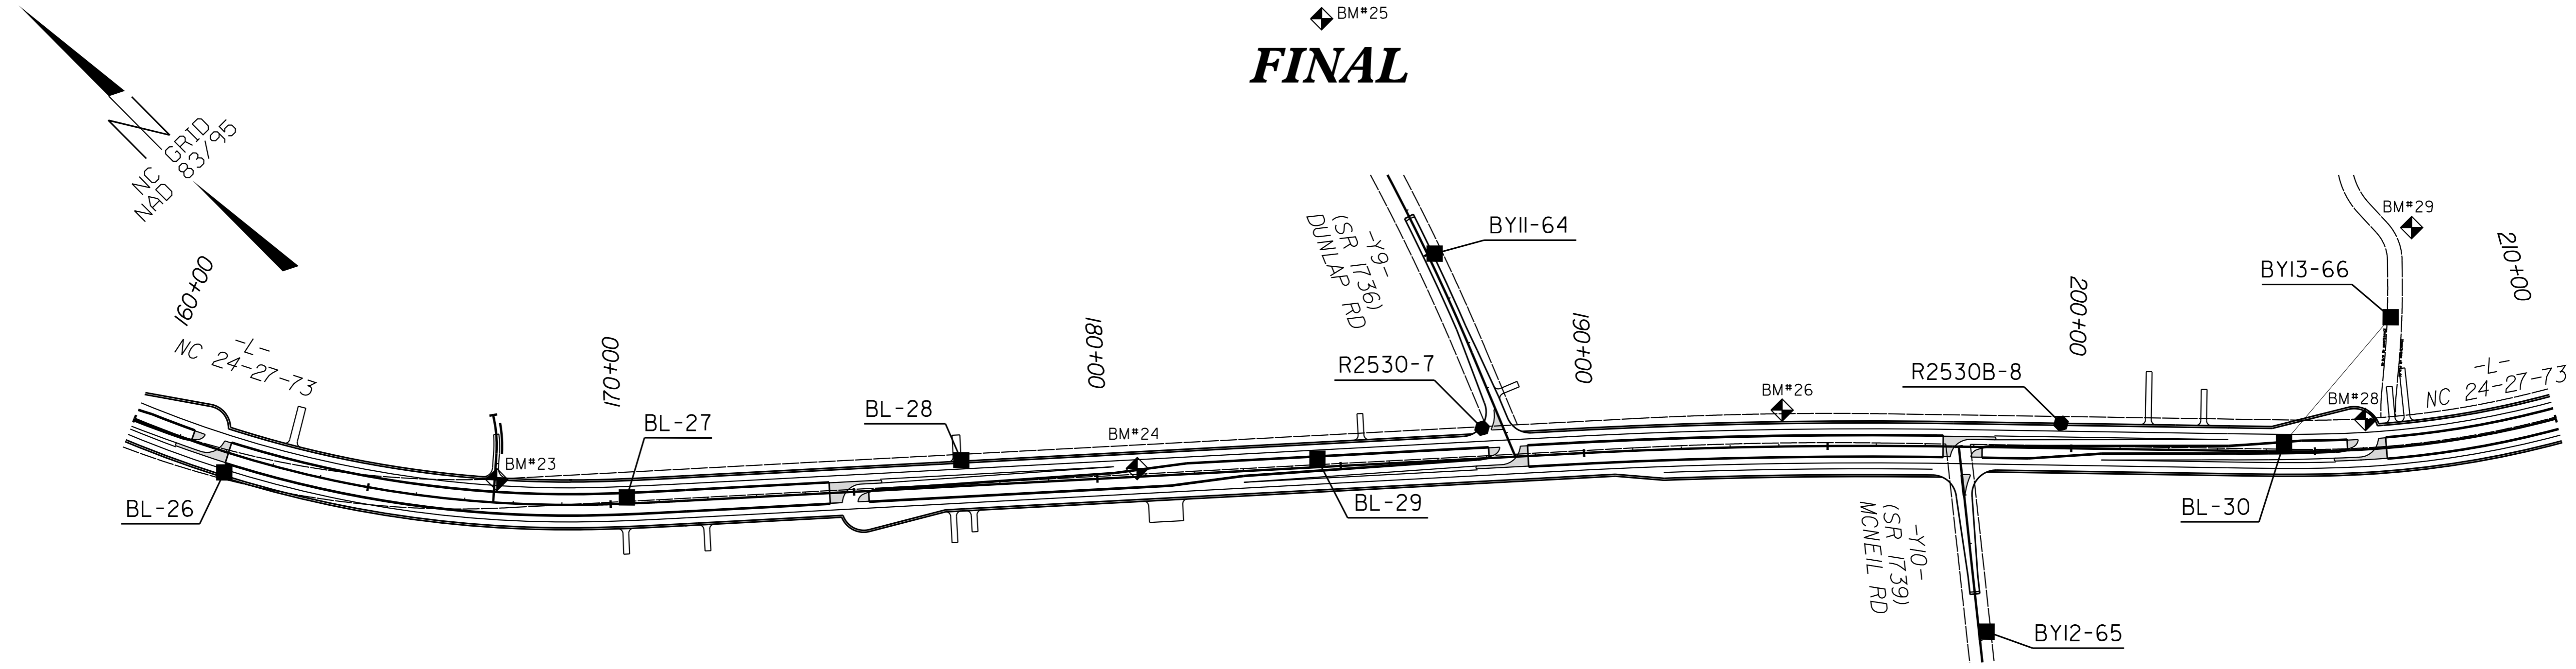 BM#25
FINAL
NC GRID
NAD 83/95
160+00
-L-
NC 24-27-73
BL-26
BM#23
170+00
BL-27
BL-28
180+00
BM#24
BL-29
-Y9-
(SR 1736)
DUNLAP RD
BY11-64
R2530-7
190+00
BM#26
R2530B-8
200+00
-Y10-
(SR 1739)
MCNEIL RD
BY12-65
BL-30
BM#28
BY13-66
BM#29
210+00
-L-
NC 24-27-73